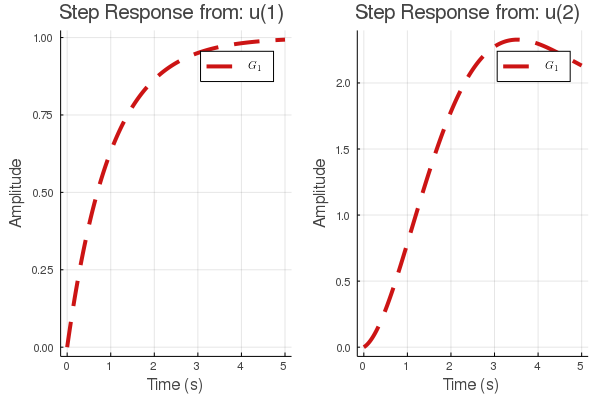 Step Response from: u(1)
Amplitude
1.00
0.75
0.50
0.25
0.00
G₁
0
1
2
3
4
5
Time (s)
Step Response from: u(2)
Amplitude
2.0
1.5
1.0
0.5
0.0
G₁
0
1
2
3
4
5
Time (s)